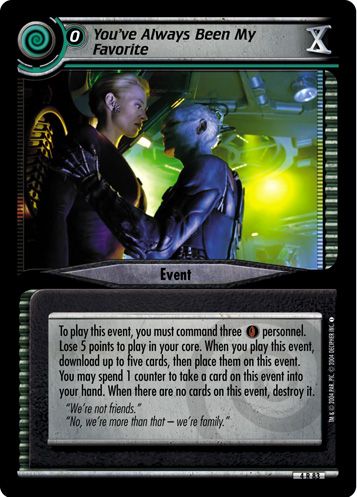 0
You've Always Been My
Favorite
X
Event
To play this event, you must command three personnel.
Lose 5 points to play in your core. When you play this event,
download up to five cards, then place them on this event.
You may spend 1 counter to take a card on this event into
your hand. When there are no cards on this event, destroy it.
"We're not friends."
"No, we're more than that – we're family."
TM & © 2004 PAR. PIC. © 2004 DECIPHER INC.
4 R 83